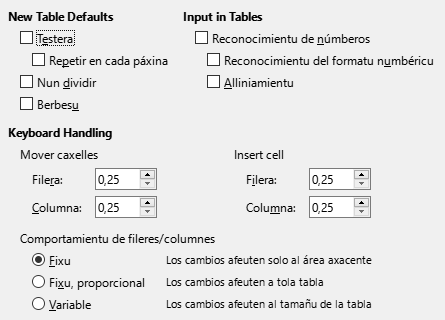 New Table Defaults
Input in Tables
Testera
Repetir en cada páxina
Nun dividir
Berbesu
Reconocimientu de númberos
Reconocimientu del formatu numbéricu
Alliniamientu
Keyboard Handling
Mover caxelles
Insert cell
Filera: 0,25
Filera: 0,25
Columna: 0,25
Columna: 0,25
Comportamientu de fileres/columnes
Fixu Los cambios afeuten solo al área axacente
Fixu, proporcional Los cambios afeuten a tola tabla
Variable Los cambios afeuten al tamañu de la tabla